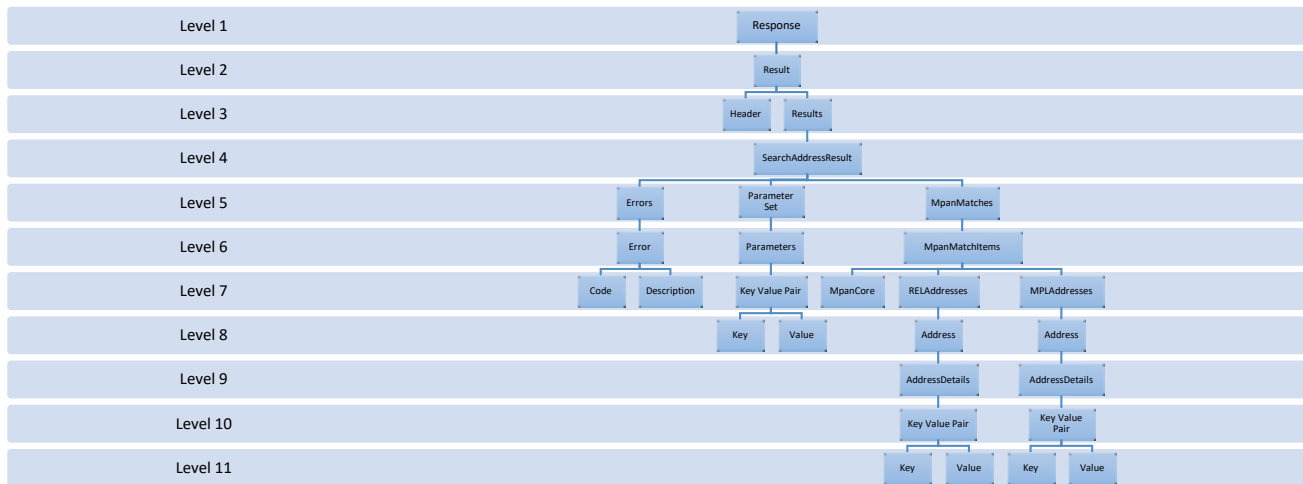 Level 1
Response
Level 2
Result
Level 3
Header
Results
Level 4
SearchAddressResult
Level 5
Errors
Parameter
Set
MpanMatches
Level 6
Error
Parameters
MpanMatchItems
Level 7
Code
Description
Key Value Pair
MpanCore
RELAddresses
MPLAddresses
Level 8
Key
Value
Address
Address
Level 9
AddressDetails
AddressDetails
Level 10
Key Value Pair
Key Value
Pair
Level 11
Key
Value
Key
Value